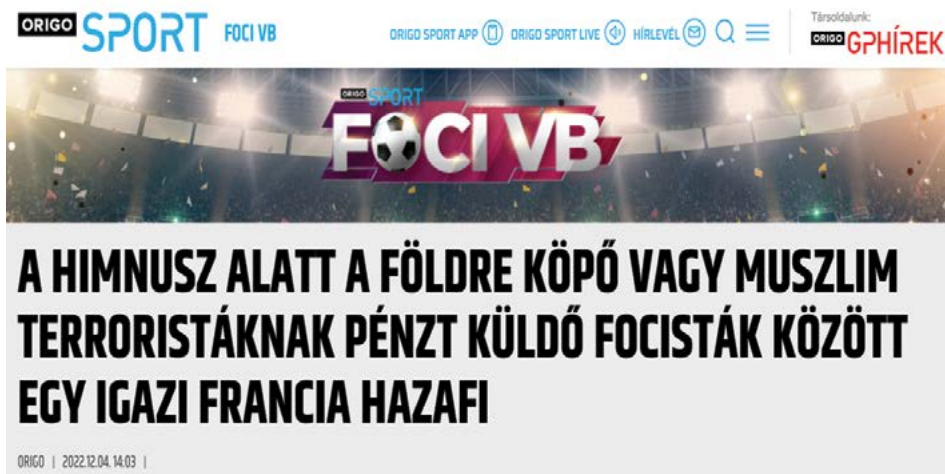 ORIGO SPORT FOCI VB ORIGO SPORT APP ORIGO SPORT LIVE HÍRLEVÉL
Társoldalunk:
ORIGO GPHÍREK
ORIGO SPORT
FOCI VB
A HIMNUSZ ALATT A FÖLDRE KÖPŐ VAGY MUSZLIM
TERRORISTÁKNAK PÉNZT KÜLDŐ FOCISTÁK KÖZÖTT
EGY IGAZI FRANCIA HAZAFI
ORIGO | 2022.12.04. 14:03 |